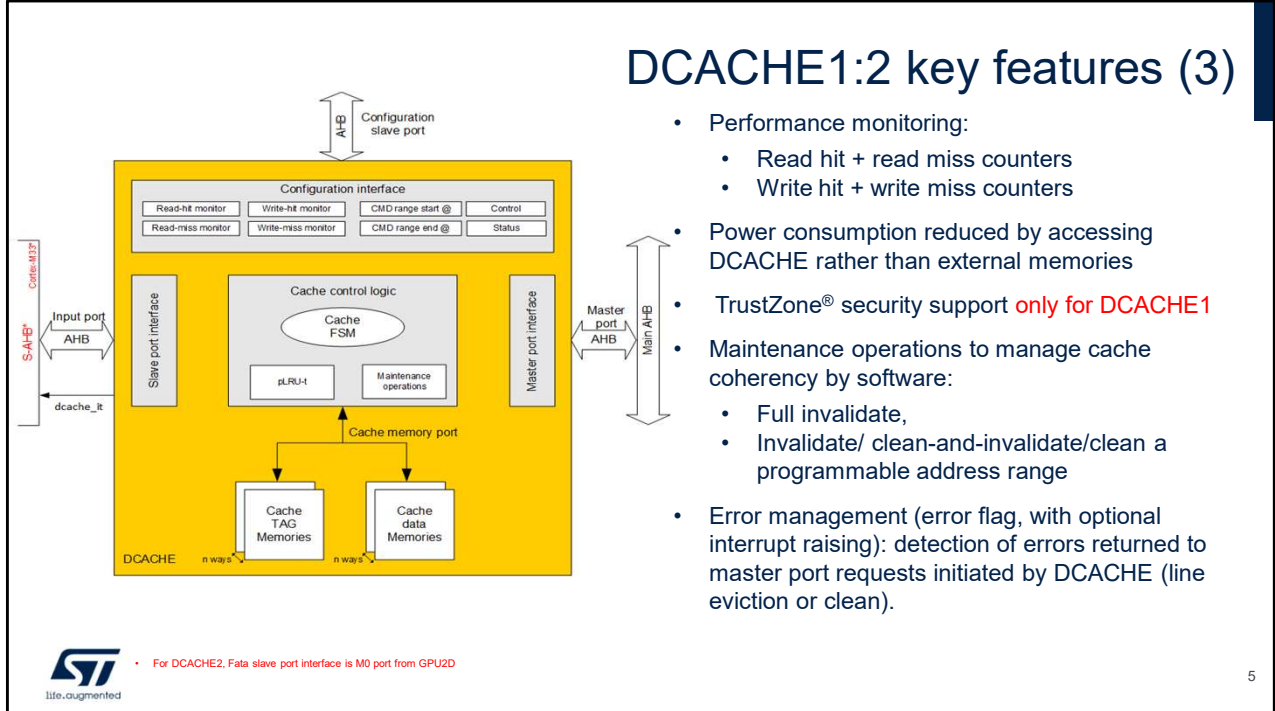 DCACHE1:2 key features (3)
AHB
Configuration
slave port
Configuration interface
Read-hit monitor
Write-hit monitor
CMD range start @
Control
Read-miss monitor
Write-miss monitor
CMD range end @
Status
Cortex-M33*
S-AHB*
Input port
AHB
dcache_it
Slave port interface
Cache control logic
Cache
FSM
pLRU-t
Maintenance
operations
Master port interface
Master
port
AHB
Main AHB
Cache memory port
Cache
TAG
Memories
Cache
data
Memories
DCACHE
n ways
n ways
• Performance monitoring:
• Read hit + read miss counters
• Write hit + write miss counters
• Power consumption reduced by accessing
DCACHE rather than external memories
• TrustZone® security support only for DCACHE1
• Maintenance operations to manage cache
coherency by software:
• Full invalidate,
• Invalidate/ clean-and-invalidate/clean a
programmable address range
• Error management (error flag, with optional
interrupt raising): detection of errors returned to
master port requests initiated by DCACHE (line
eviction or clean).
ST
life.augmented
• For DCACHE2, Fata slave port interface is M0 port from GPU2D
5